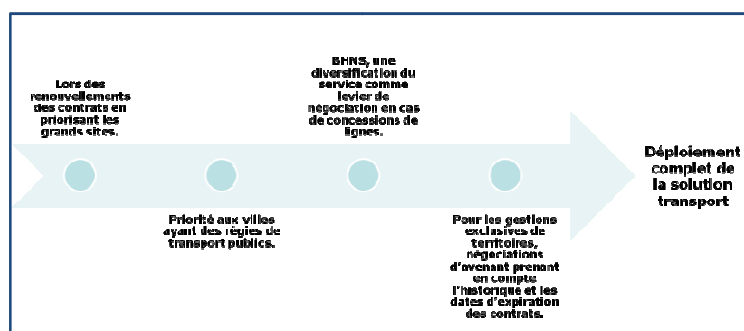 Lors des
renouvellements
des contrats en
priorisant les
grands sites.
Priorité aux villes
ayant des régies de
transport publics.
BHNS, une
diversification du
service comme
levier de
négociation en cas
de concessions de
lignes.
Pour les gestions
exclusives de
territoires,
négociations
d'avenant prenant
en compte
l'historique et les
dates d'expiration
des contrats.
Déploiement
complet de
la solution
transport